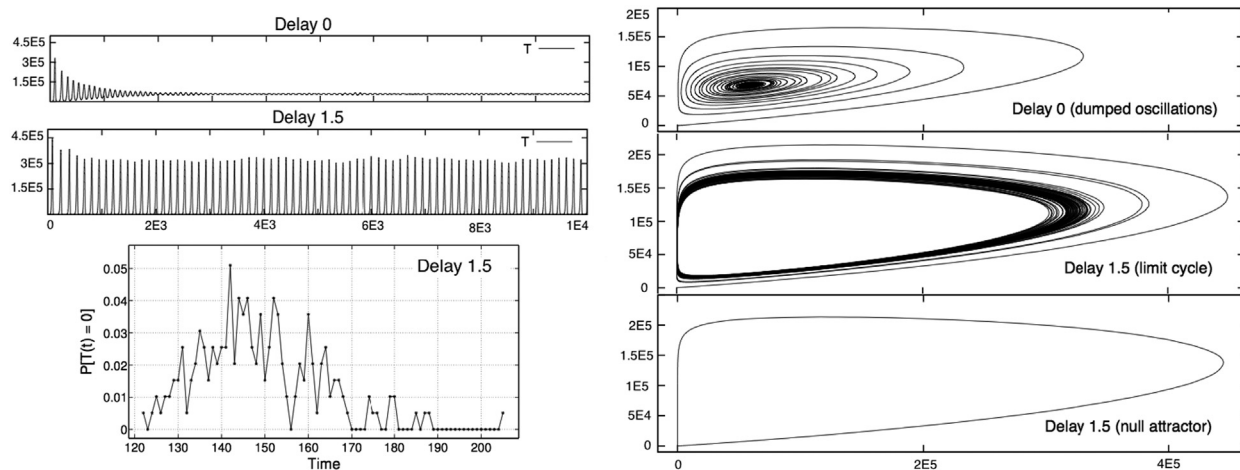 Delay 0
4.5E5
T
3E5
1.5E5
Delay 1.5
4.5E5
T
3E5
1.5E5
0 2E3 4E3 6E3 8E3 1E4
Delay 1.5
0.05
0.04
0.03
0.02
0.01
0
P[T(t) = 0]
120 130 140 150 160 170 180 190 200
Time
2E5
1.5E5
1E5
5E4
0
Delay 0 (dumped oscillations)
2E5
1.5E5
1E5
5E4
0
Delay 1.5 (limit cycle)
2E5
1.5E5
1E5
5E4
0
Delay 1.5 (null attractor)
0 2E5 4E5